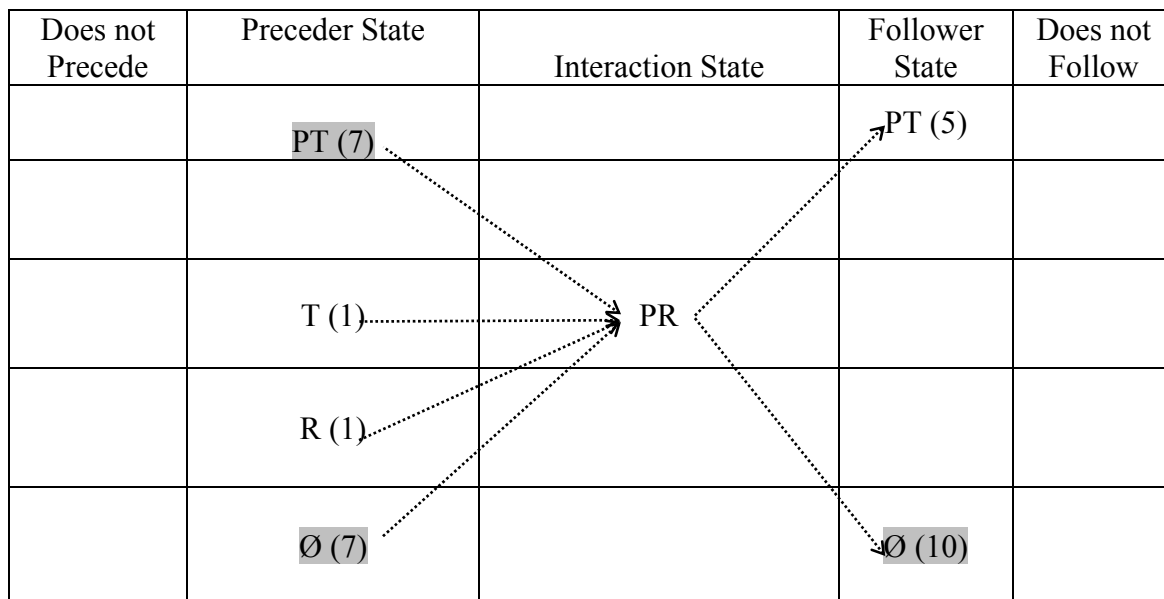 Does not
Precede
Preceder State
Interaction State
Follower
State
Does not
Follow
PT (7)
PT (5)
T (1)
PR
R (1)
Ø (7)
Ø (10)